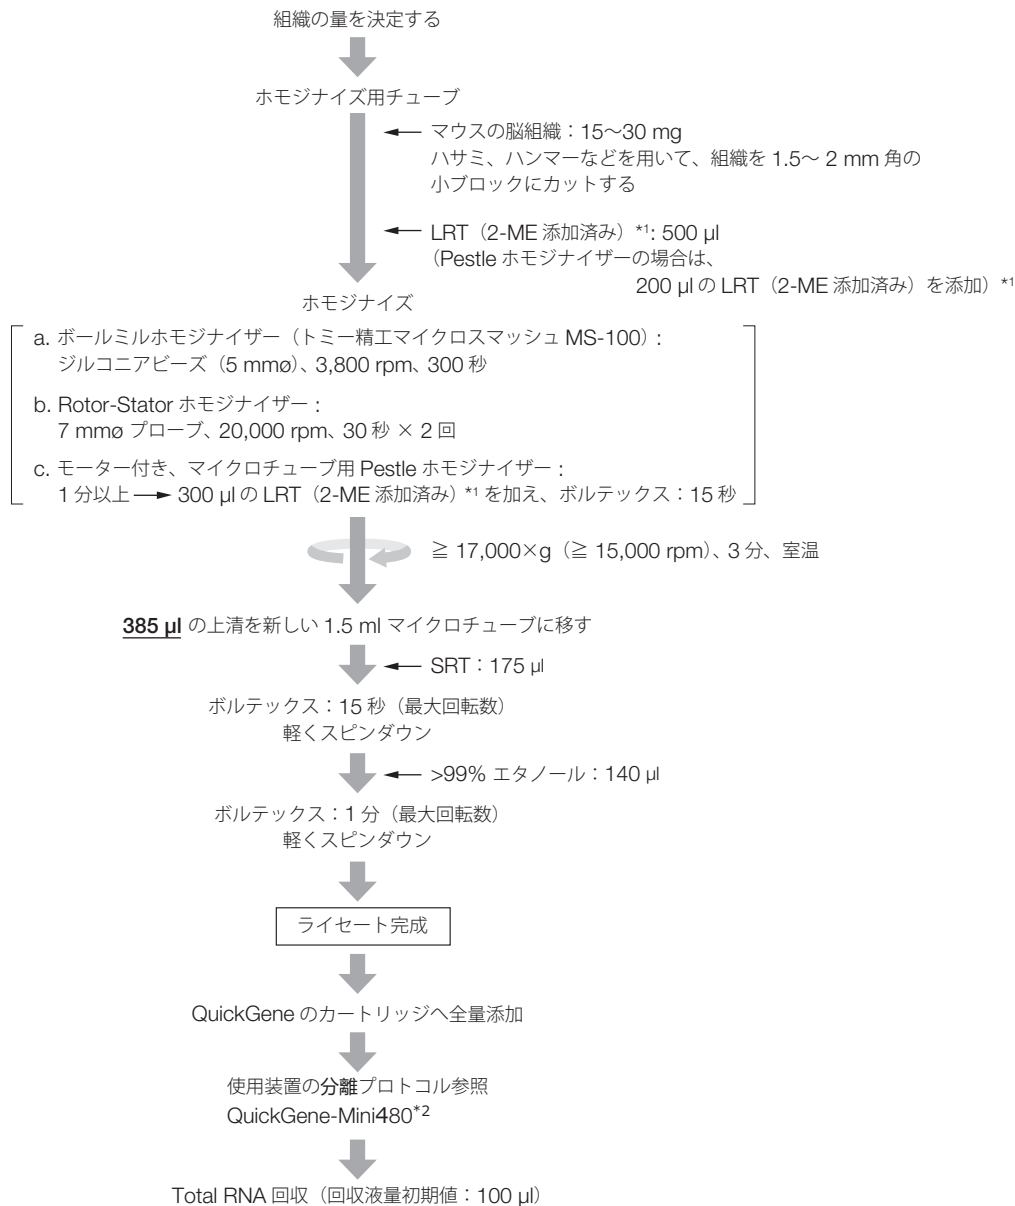 組織の量を決定する
ホモジナイズ用チューブ
マウスの脳組織：15～30 mg
ハサミ、ハンマーなどを用いて、組織を 1.5～ 2 mm 角の
小ブロックにカットする
LRT（2-ME 添加済み）*1: 500 µl
（Pestle ホモジナイザーの場合は、
200 µl の LRT（2-ME 添加済み）を添加）*1
ホモジナイズ
a. ボールミルホモジナイザー（トミー精工マイクロスマッシュ MS-100）:
ジルコニアビーズ（5 mmø）、3,800 rpm、300 秒
b. Rotor-Stator ホモジナイザー :
7 mmø プローブ、20,000 rpm、30 秒 × 2 回
c. モーター付き、マイクロチューブ用 Pestle ホモジナイザー :
1 分以上 → 300 µl の LRT（2-ME 添加済み）*1 を加え、ボルテックス：15 秒
≧ 17,000×g（≧ 15,000 rpm）、3 分、室温
385 µl の上清を新しい 1.5 ml マイクロチューブに移す
SRT：175 µl
ボルテックス：15 秒（最大回転数）
軽くスピンダウン
>99% エタノール：140 µl
ボルテックス：1 分（最大回転数）
軽くスピンダウン
ライセート完成
QuickGene のカートリッジへ全量添加
使用装置の分離プロトコル参照
QuickGene-Mini480*2
Total RNA 回収（回収液量初期値：100 µl）